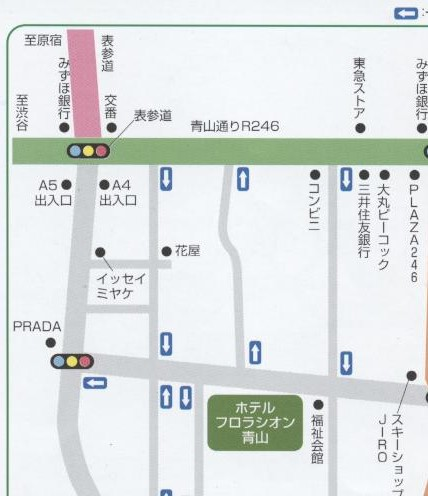 至原宿
表参道
みずほ銀行
至渋谷
交番
表参道
青山通りR246
東急ストア
みずほ銀行
A5
出入口
A4
出入口
コンビニ
三井住友銀行
大丸ピーコック
PLAZA246
花屋
イッセイ
ミヤケ
PRADA
ホテル
フロラシオン
青山
福祉会館
スキーショップ
JIRO